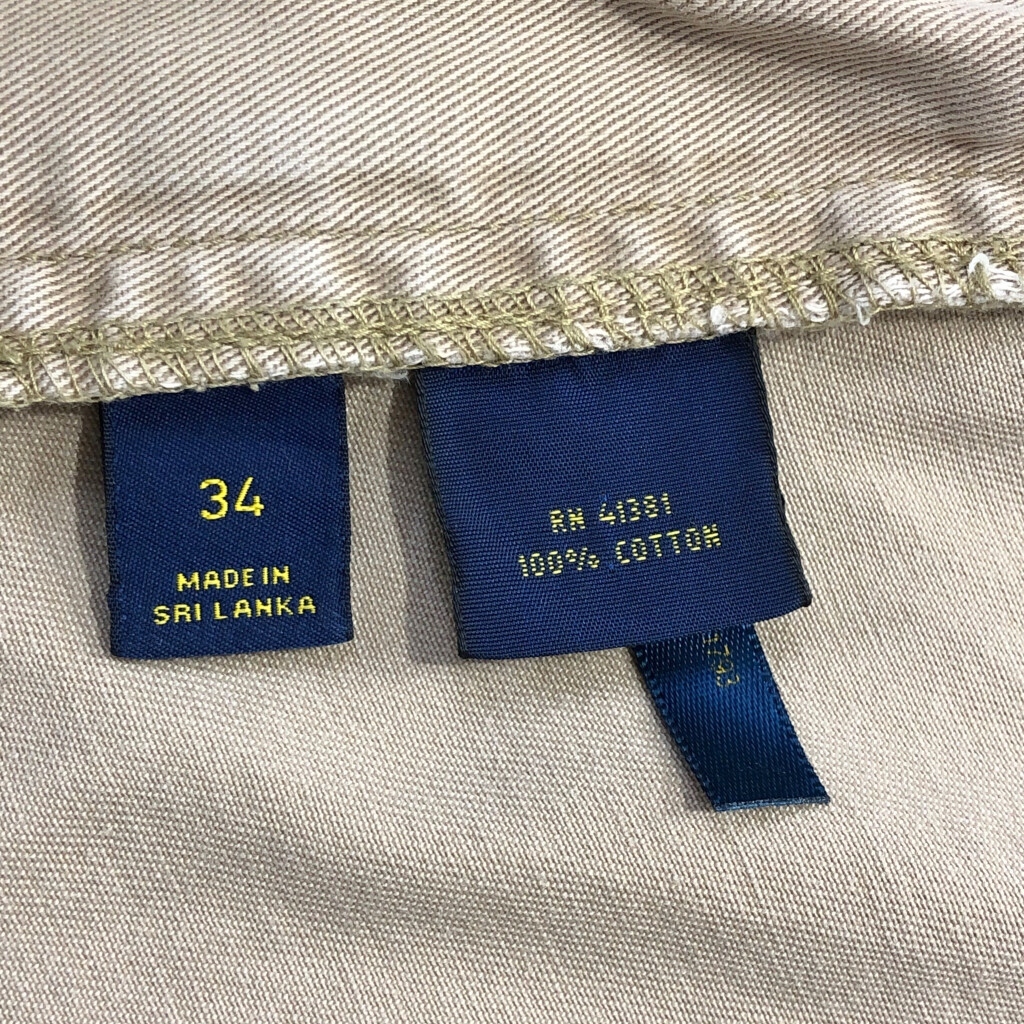 34
MADE IN
SRI LANKA
RN 41381
100% COTTON